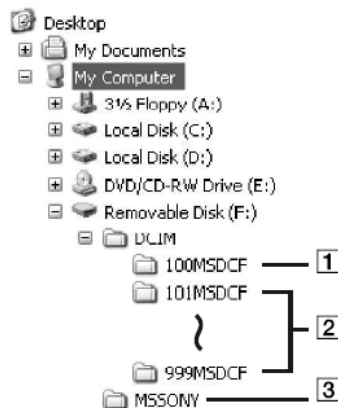 Desktop
My Documents
My Computer
3½ Floppy (A:)
Local Disk (C:)
Local Disk (D:)
DVD/CD-RW Drive (E:)
Removable Disk (F:)
DCIM
100MSDCF 1
101MSDCF
2
999MSDCF
MSSONY 3